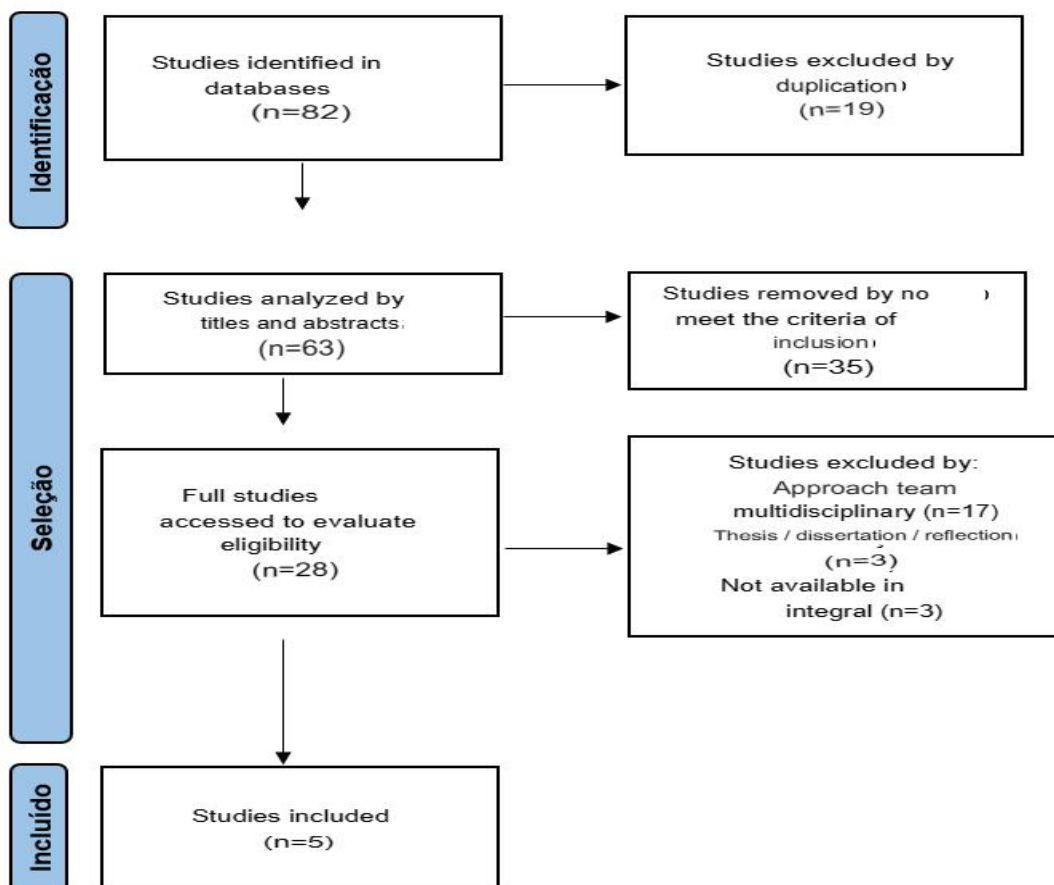 Identificação
Studies identified in
databases
(n=82)
Studies excluded by
duplication)
(n=19)
Seleção
Studies analyzed by
titles and abstracts
(n=63)
Studies removed by no )
meet the criteria of
inclusion)
(n=35)
Full studies
accessed to evaluate
eligibility
(n=28)
Studies excluded by:
Approach team
multidisciplinary (n=17)
Thesis / dissertation / reflection
(n=3)
Not available in
integral (n=3)
Incluído
Studies included
(n=5)